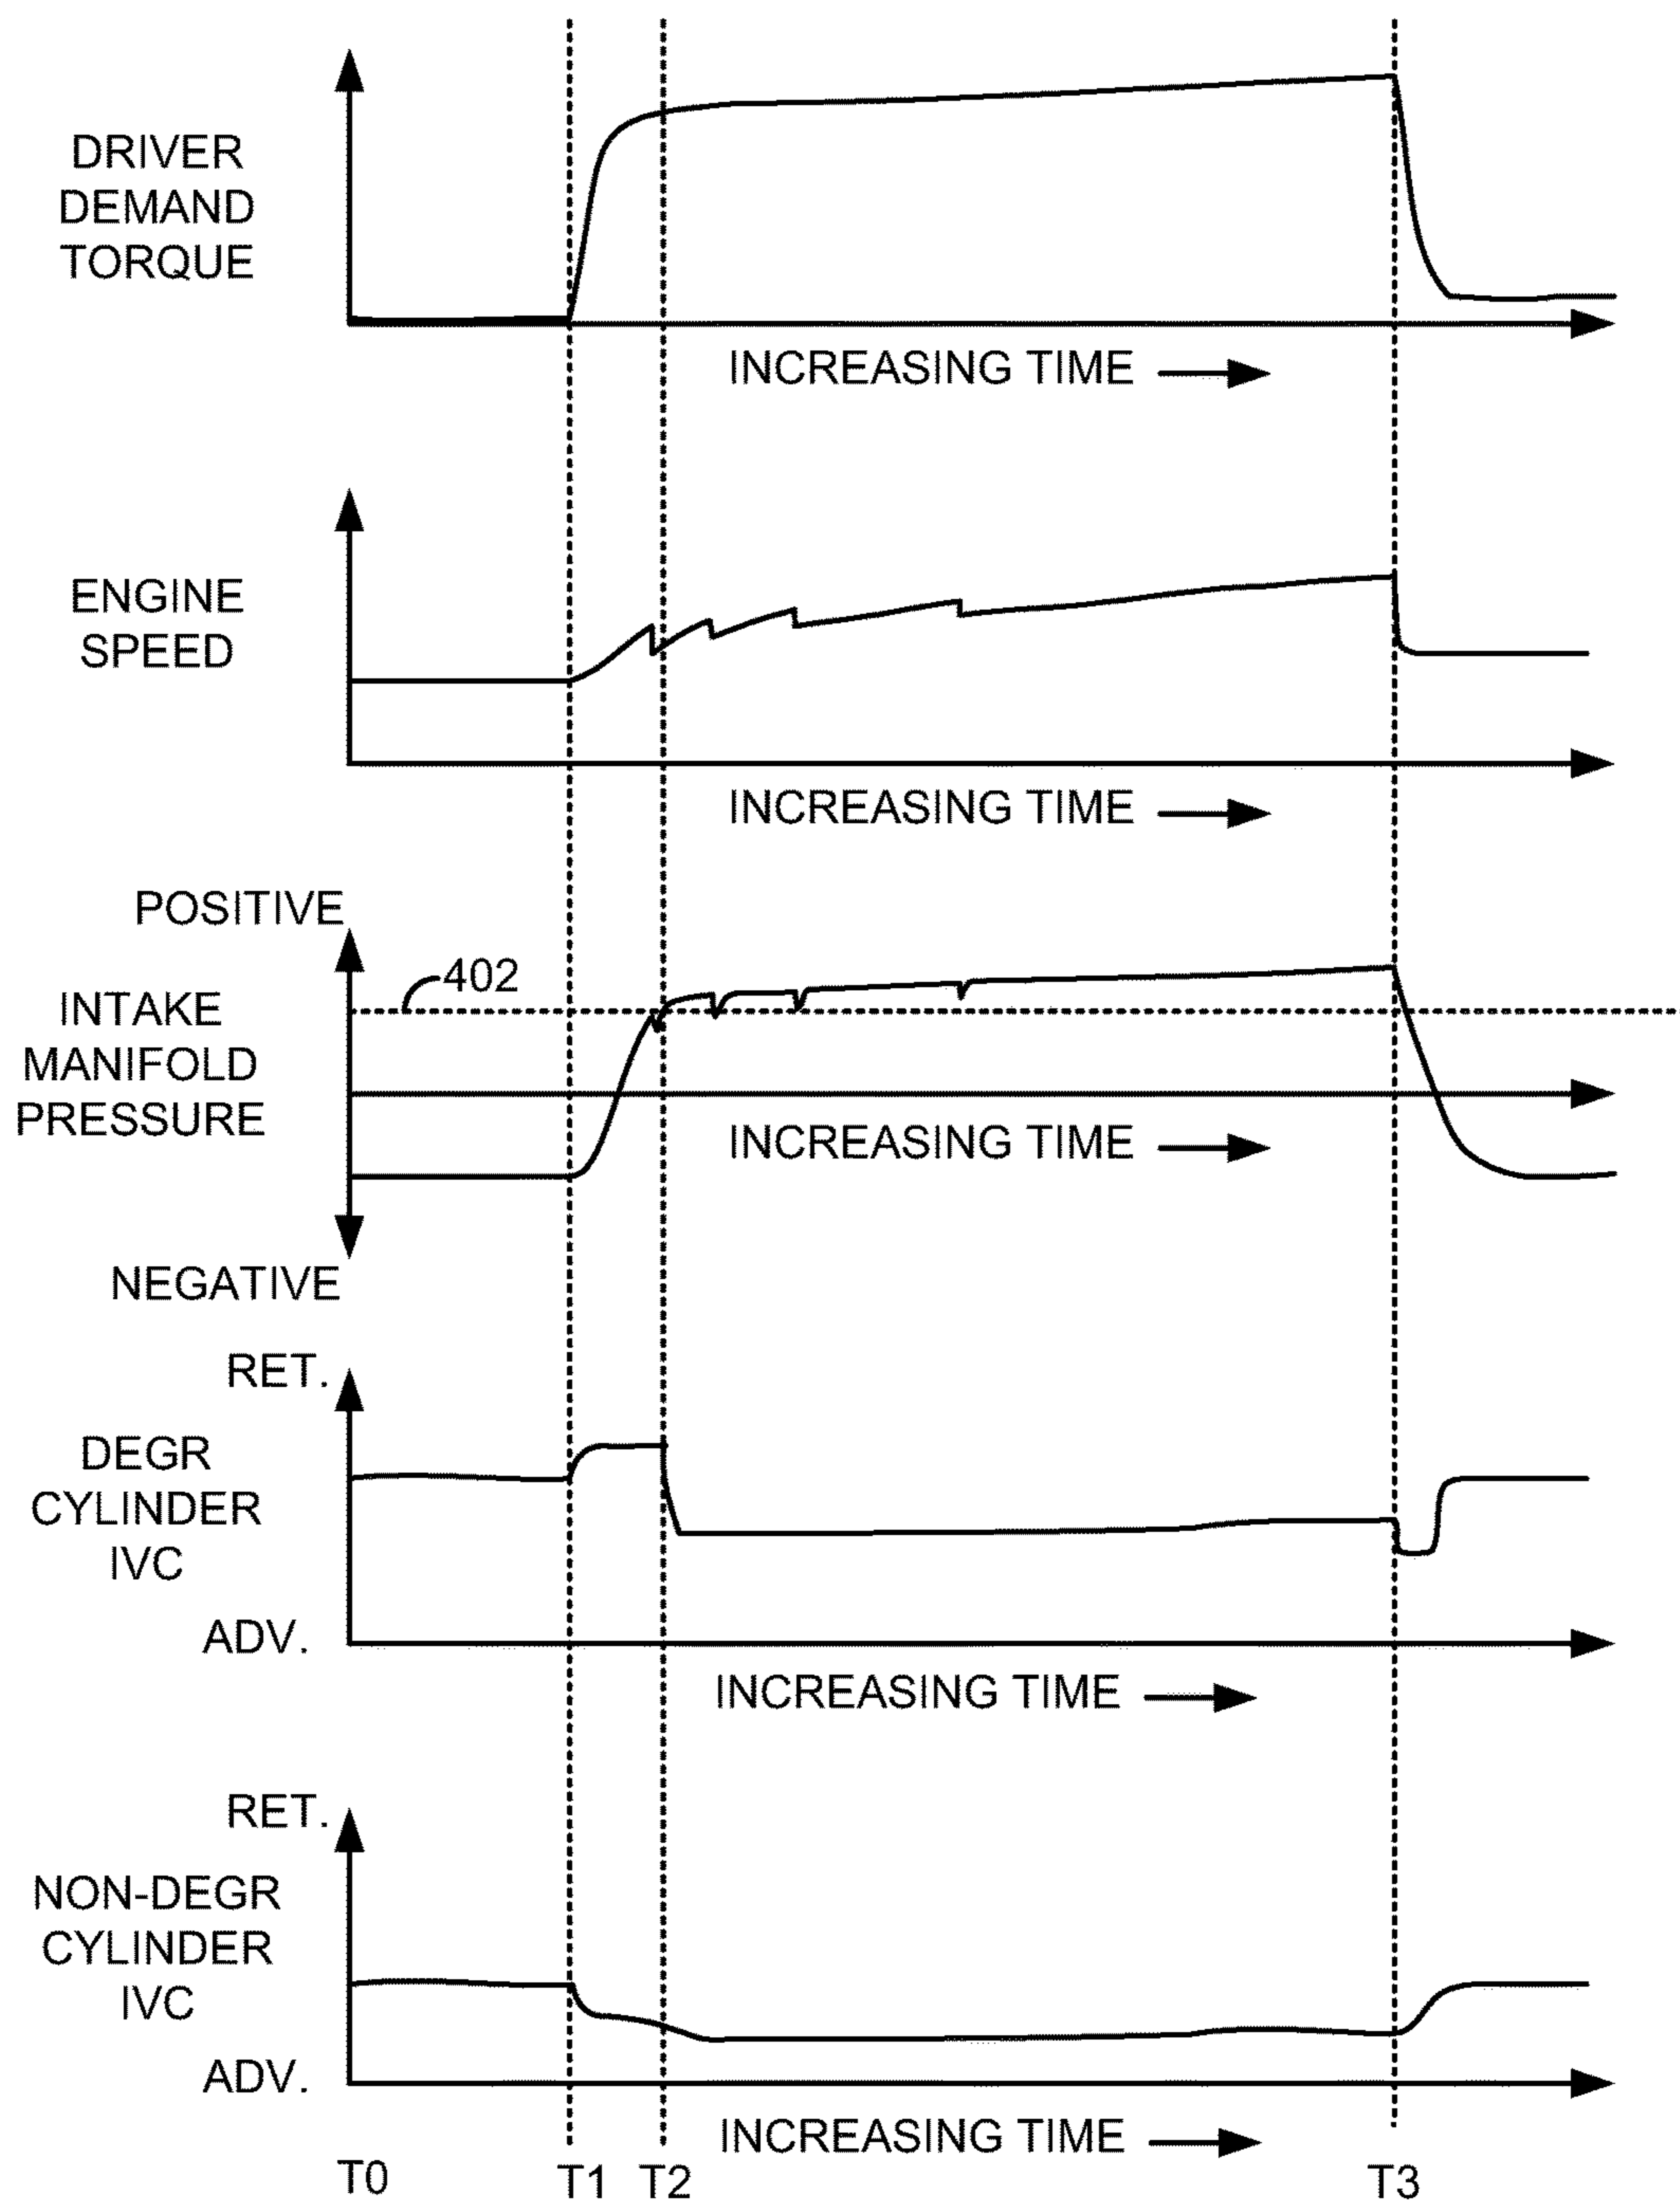 DRIVER
DEMAND
TORQUE
INCREASING TIME
ENGINE
SPEED
INCREASING TIME
POSITIVE
402
INTAKE
MANIFOLD
PRESSURE
INCREASING TIME
NEGATIVE
RET.
DEGR
CYLINDER
IVC
ADV.
INCREASING TIME
RET.
NON-DEGR
CYLINDER
IVC
ADV.
INCREASING TIME
T0 T1 T2 T3